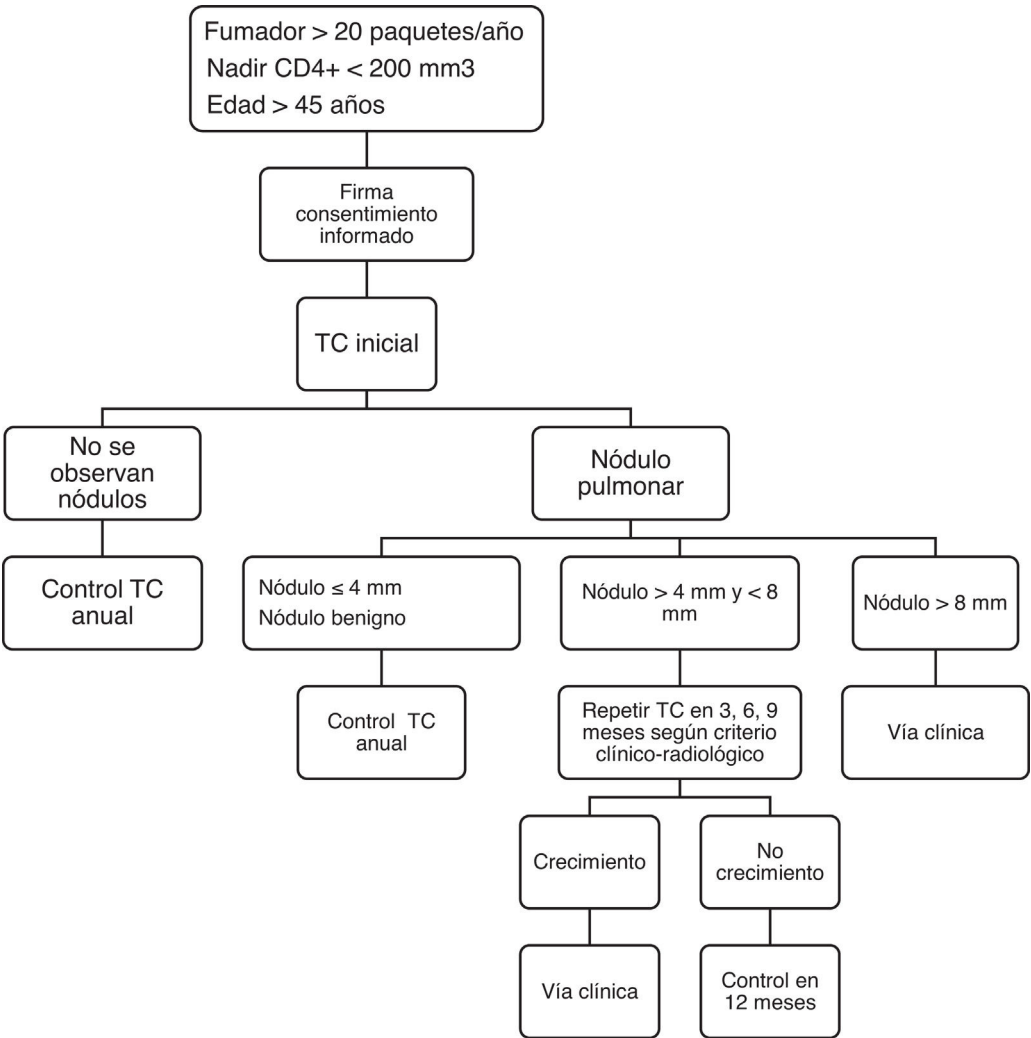 Fumador > 20 paquetes/año
Nadir CD4+ < 200 mm3
Edad > 45 años
Firma
consentimiento
informado
TC inicial
No se
observan
nódulos
Nódulo
pulmonar
Control TC
anual
Nódulo ≤ 4 mm
Nódulo benigno
Nódulo > 4 mm y < 8
mm
Nódulo > 8 mm
Control  TC
anual
Repetir TC en 3, 6, 9
meses según criterio
clínico-radiológico
Vía clínica
Crecimiento
No
crecimiento
Vía clínica
Control en
12 meses